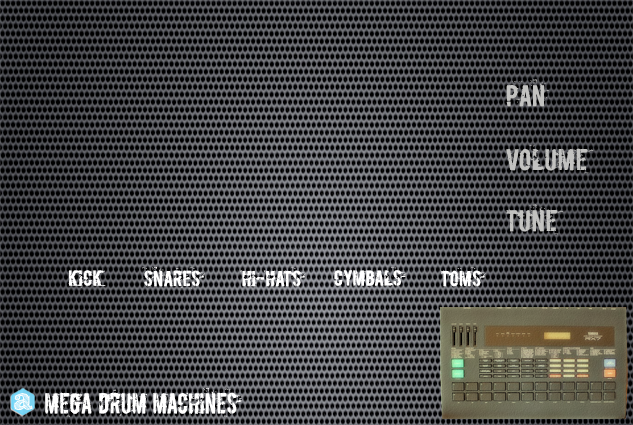 PAN
VOLUME
TUNE
KICK SNARES HI-HATS CYMBALS TOMS
MEGA DRUM MACHINES